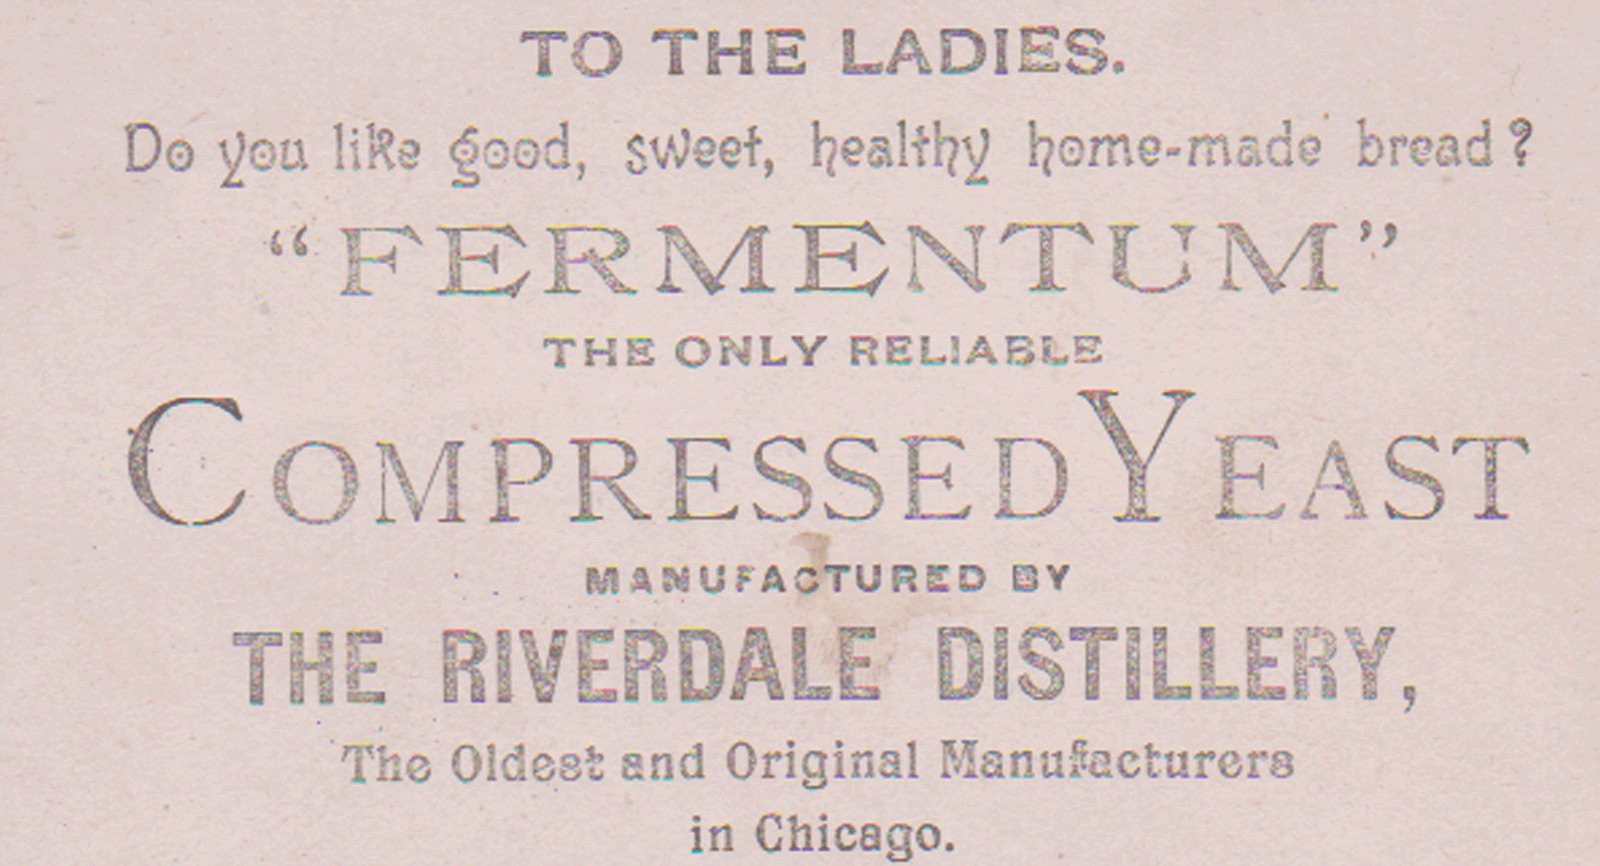 TO THE LADIES.
Do you like good, sweet, healthy home-made bread?
“FERMENTUM”
THE ONLY RELIABLE
COMPRESSED YEAST
MANUFACTURED BY
THE RIVERDALE DISTILLERY,
The Oldest and Original Manufacturers
in Chicago.